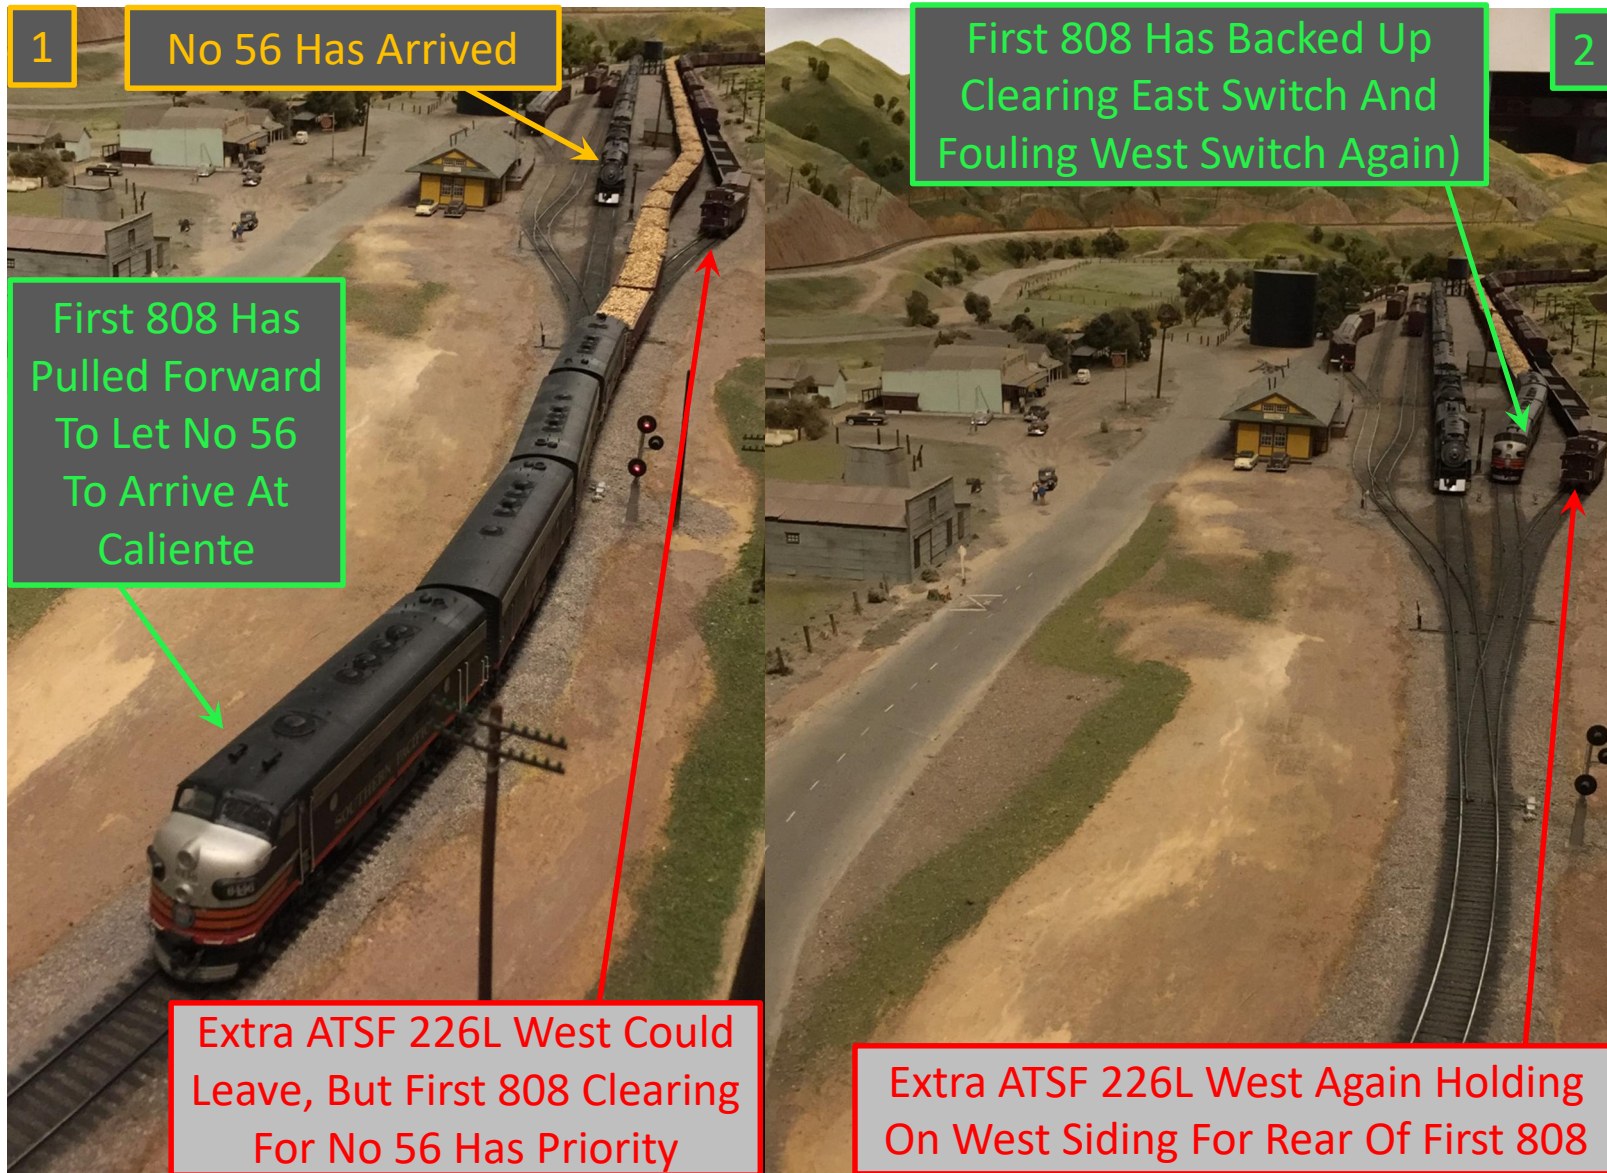 1
No 56 Has Arrived
First 808 Has
Pulled Forward
To Let No 56
To Arrive At
Caliente
Extra ATSF 226L West Could
Leave, But First 808 Clearing
For No 56 Has Priority
2
First 808 Has Backed Up
Clearing East Switch And
Fouling West Switch Again)
Extra ATSF 226L West Again Holding
On West Siding For Rear Of First 808
SOUTHERN PACIFIC